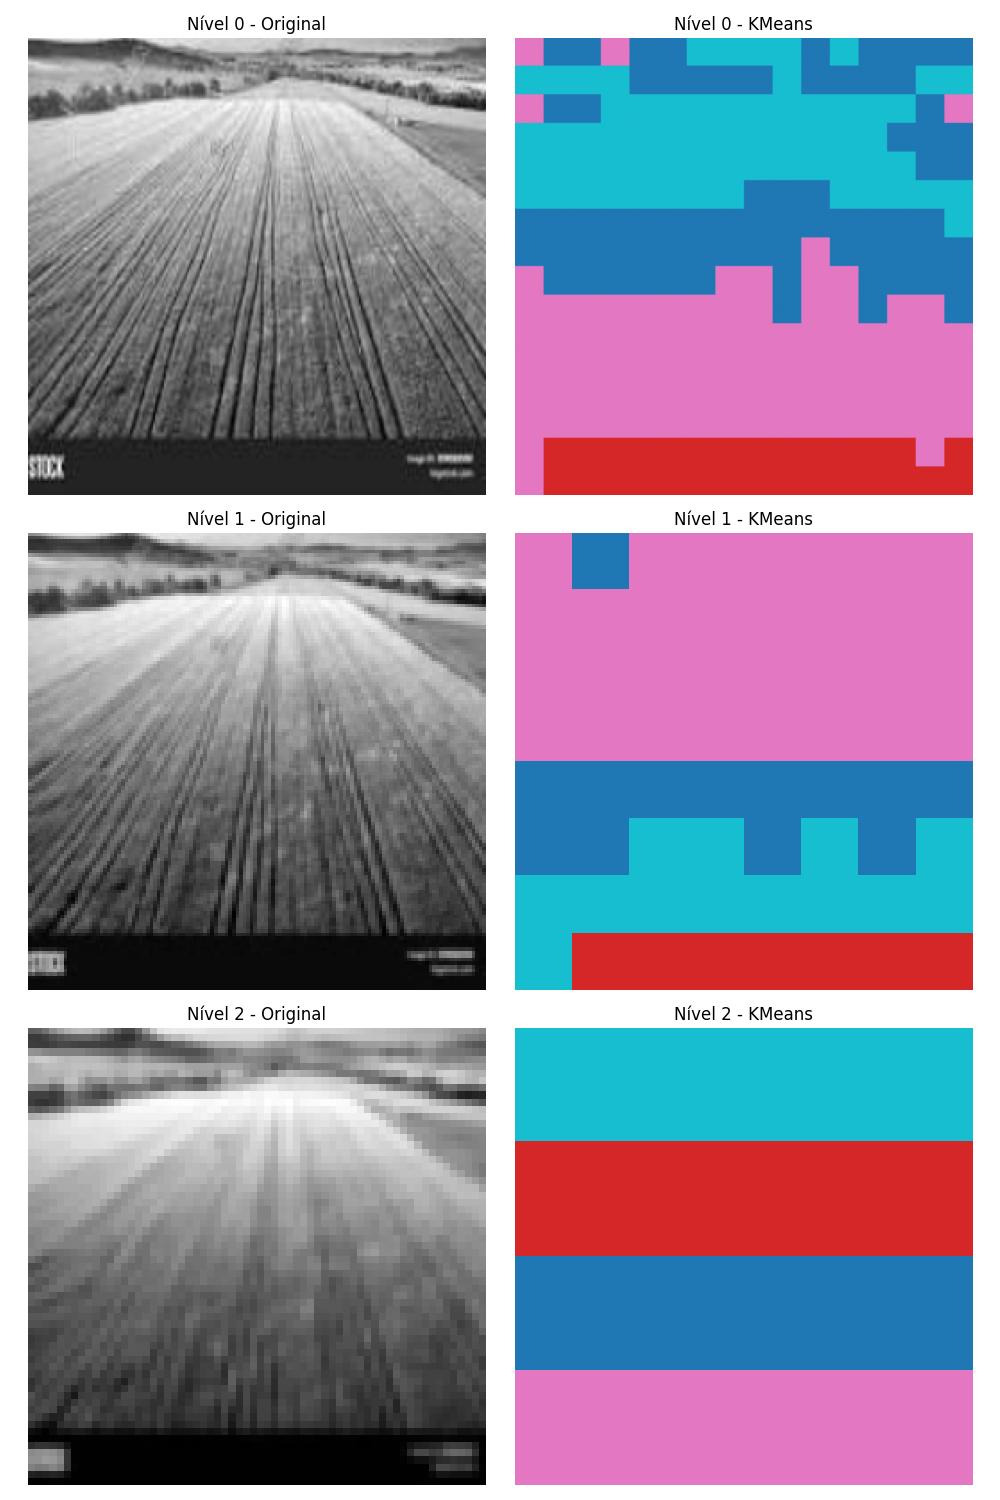 Nível 0 - Original
Nível 0 - KMeans
STOCK
Nível 1 - Original
Nível 1 - KMeans
STOCK
Nível 2 - Original
Nível 2 - KMeans